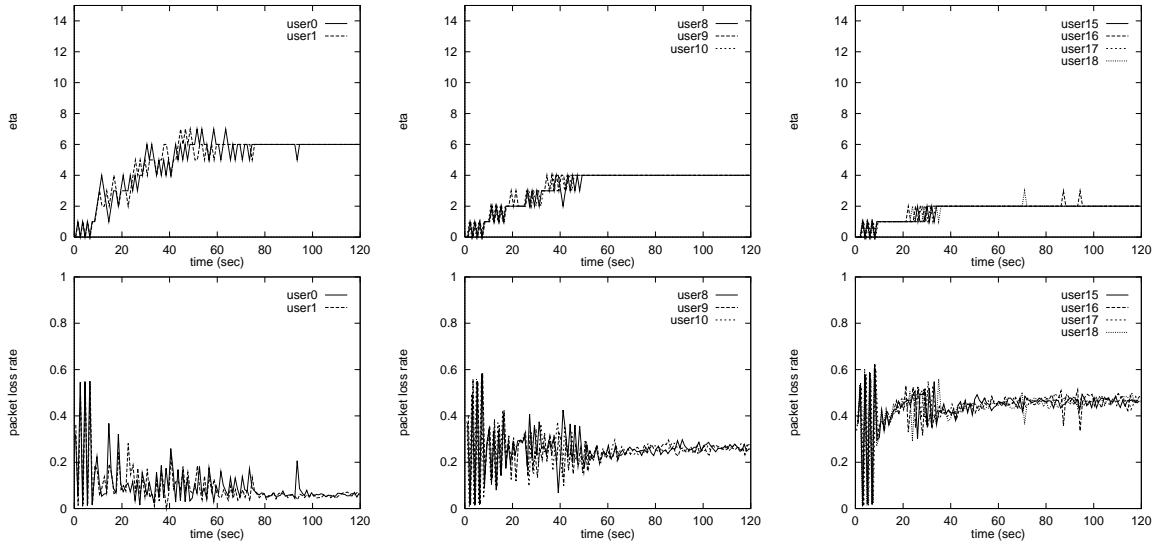 14
12
10
8
6
4
2
0
0 20 40 60 80 100 120
eta
time (sec)
user0
user1
14
12
10
8
6
4
2
0
0 20 40 60 80 100 120
eta
time (sec)
user8
user9
user10
14
12
10
8
6
4
2
0
0 20 40 60 80 100 120
eta
time (sec)
user15
user16
user17
user18
1
0.8
0.6
0.4
0.2
0
0 20 40 60 80 100 120
packet loss rate
time (sec)
user0
user1
1
0.8
0.6
0.4
0.2
0
0 20 40 60 80 100 120
packet loss rate
time (sec)
user8
user9
user10
1
0.8
0.6
0.4
0.2
0
0 20 40 60 80 100 120
packet loss rate
time (sec)
user15
user16
user17
user18